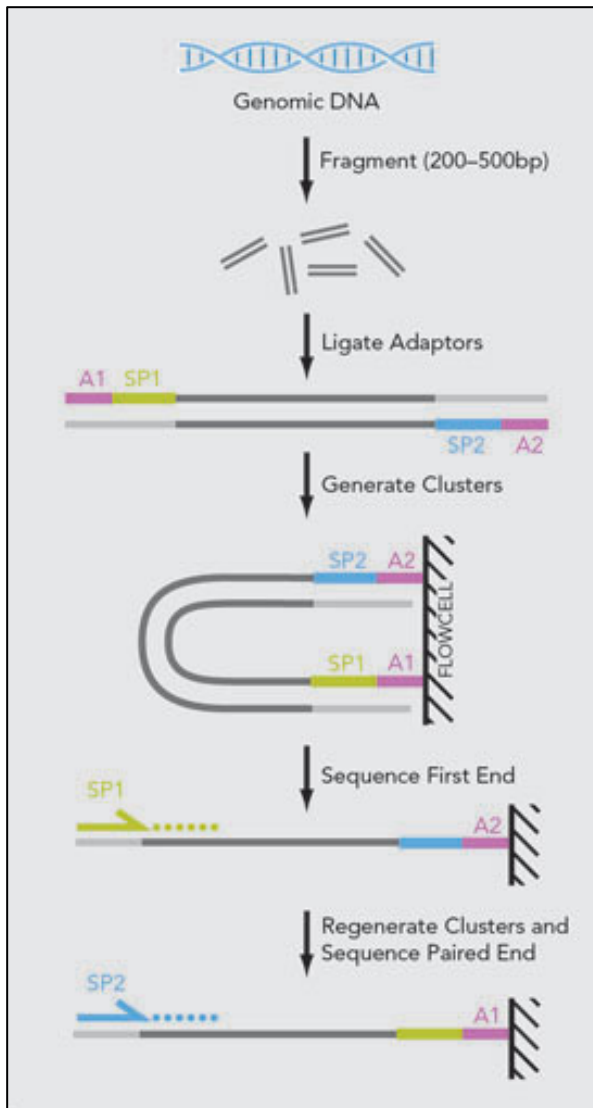 Genomic DNA
Fragment (200–500bp)
Ligate Adaptors
A1 SP1
SP2 A2
Generate Clusters
SP2 A2
FLOWCELL
SP1 A1
Sequence First End
SP1
A2
Regenerate Clusters and
Sequence Paired End
SP2
A1